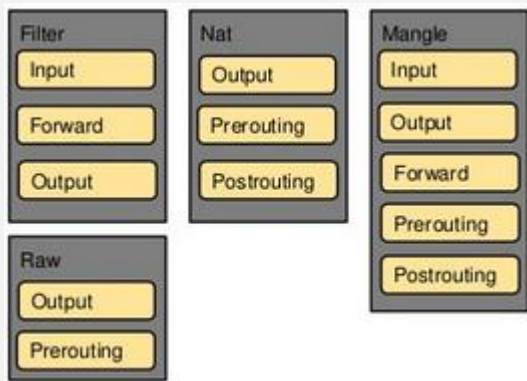 Filter
Input
Forward
Output
Nat
Output
Prerouting
Postrouting
Mangle
Input
Output
Forward
Prerouting
Postrouting
Raw
Output
Prerouting